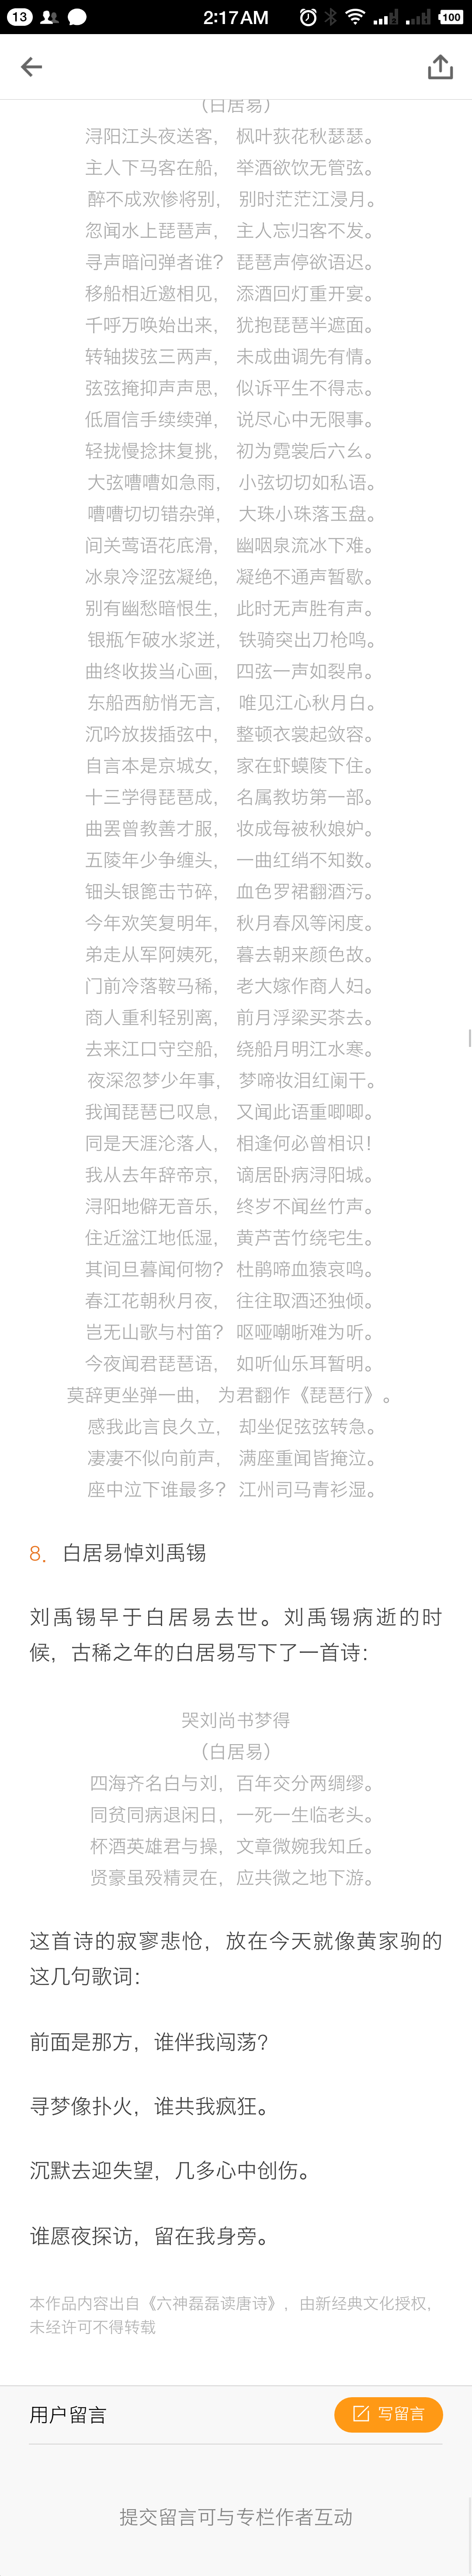 13
2:17AM
100
（白居易）
浔阳江头夜送客， 枫叶荻花秋瑟瑟。
主人下马客在船， 举酒欲饮无管弦。
醉不成欢惨将别， 别时茫茫江浸月。
忽闻水上琵琶声， 主人忘归客不发。
寻声暗问弹者谁？ 琵琶声停欲语迟。
移船相近邀相见， 添酒回灯重开宴。
千呼万唤始出来， 犹抱琵琶半遮面。
转轴拨弦三两声， 未成曲调先有情。
弦弦掩抑声声思， 似诉平生不得志。
低眉信手续续弹， 说尽心中无限事。
轻拢慢捻抹复挑， 初为霓裳后六幺。
大弦嘈嘈如急雨， 小弦切切如私语。
嘈嘈切切错杂弹， 大珠小珠落玉盘。
间关莺语花底滑， 幽咽泉流冰下难。
冰泉冷涩弦凝绝， 凝绝不通声暂歇。
别有幽愁暗恨生， 此时无声胜有声。
银瓶乍破水浆迸， 铁骑突出刀枪鸣。
曲终收拨当心画， 四弦一声如裂帛。
东船西舫悄无言， 唯见江心秋月白。
沉吟放拨插弦中， 整顿衣裳起敛容。
自言本是京城女， 家在虾蟆陵下住。
十三学得琵琶成， 名属教坊第一部。
曲罢曾教善才服， 妆成每被秋娘妒。
五陵年少争缠头， 一曲红绡不知数。
钿头银篦击节碎， 血色罗裙翻酒污。
今年欢笑复明年， 秋月春风等闲度。
弟走从军阿姨死， 暮去朝来颜色故。
门前冷落鞍马稀， 老大嫁作商人妇。
商人重利轻别离， 前月浮梁买茶去。
去来江口守空船， 绕船月明江水寒。
夜深忽梦少年事， 梦啼妆泪红阑干。
我闻琵琶已叹息， 又闻此语重唧唧。
同是天涯沦落人， 相逢何必曾相识！
我从去年辞帝京， 谪居卧病浔阳城。
浔阳地僻无音乐， 终岁不闻丝竹声。
住近湓江地低湿， 黄芦苦竹绕宅生。
其间旦暮闻何物？ 杜鹃啼血猿哀鸣。
春江花朝秋月夜， 往往取酒还独倾。
岂无山歌与村笛？ 呕哑嘲哳难为听。
今夜闻君琵琶语， 如听仙乐耳暂明。
莫辞更坐弹一曲， 为君翻作《琵琶行》。
感我此言良久立， 却坐促弦弦转急。
凄凄不似向前声， 满座重闻皆掩泣。
座中泣下谁最多？ 江州司马青衫湿。
8. 白居易悼刘禹锡
刘禹锡早于白居易去世。刘禹锡病逝的时
候，古稀之年的白居易写下了一首诗：
哭刘尚书梦得
（白居易）
四海齐名白与刘，百年交分两绸缪。
同贫同病退闲日，一死一生临老头。
杯酒英雄君与操，文章微婉我知丘。
贤豪虽殁精灵在，应共微之地下游。
这首诗的寂寥悲怆，放在今天就像黄家驹的
这几句歌词：
前面是那方，谁伴我闯荡？
寻梦像扑火，谁共我疯狂。
沉默去迎失望，几多心中创伤。
谁愿夜探访，留在我身旁。
本作品内容出自《六神磊磊读唐诗》，由新经典文化授权，
未经许可不得转载
用户留言
写留言
提交留言可与专栏作者互动